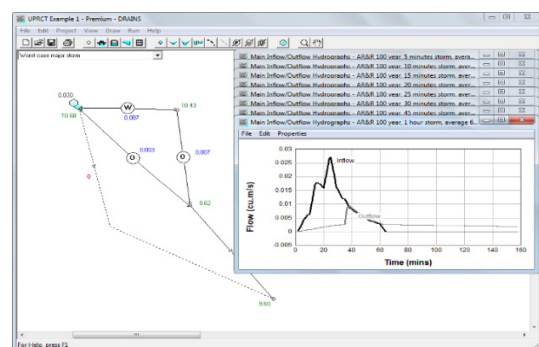 UPRCT Example 1 - Premium - DRAINS
File Edit Project View Draw Run Help
Worst case major storm
Main Inflow/Outflow Hydrographs - AR&R 100 year, 5 minutes storm, aver...
Main Inflow/Outflow Hydrographs - AR&R 100 year, 10 minutes storm, ave...
Main Inflow/Outflow Hydrographs - AR&R 100 year, 15 minutes storm, ave...
Main Inflow/Outflow Hydrographs - AR&R 100 year, 20 minutes storm, ave...
Main Inflow/Outflow Hydrographs - AR&R 100 year, 25 minutes storm, ave...
Main Inflow/Outflow Hydrographs - AR&R 100 year, 30 minutes storm, ave...
Main Inflow/Outflow Hydrographs - AR&R 100 year, 45 minutes storm, ave...
Main Inflow/Outflow Hydrographs - AR&R 100 year, 1 hour storm, average 6...
File Edit Properties
0.000
10.68
W
0.007
10.43
O
0.003
O
0.007
0
9.62
9.60
Flow (cu.m/s)
0.03
0.025
0.02
0.015
0.01
0.005
0
-0.005
Inflow
Outflow
0 20 40 60 80 100 120 140 160
Time (mins)
For Help, press F1